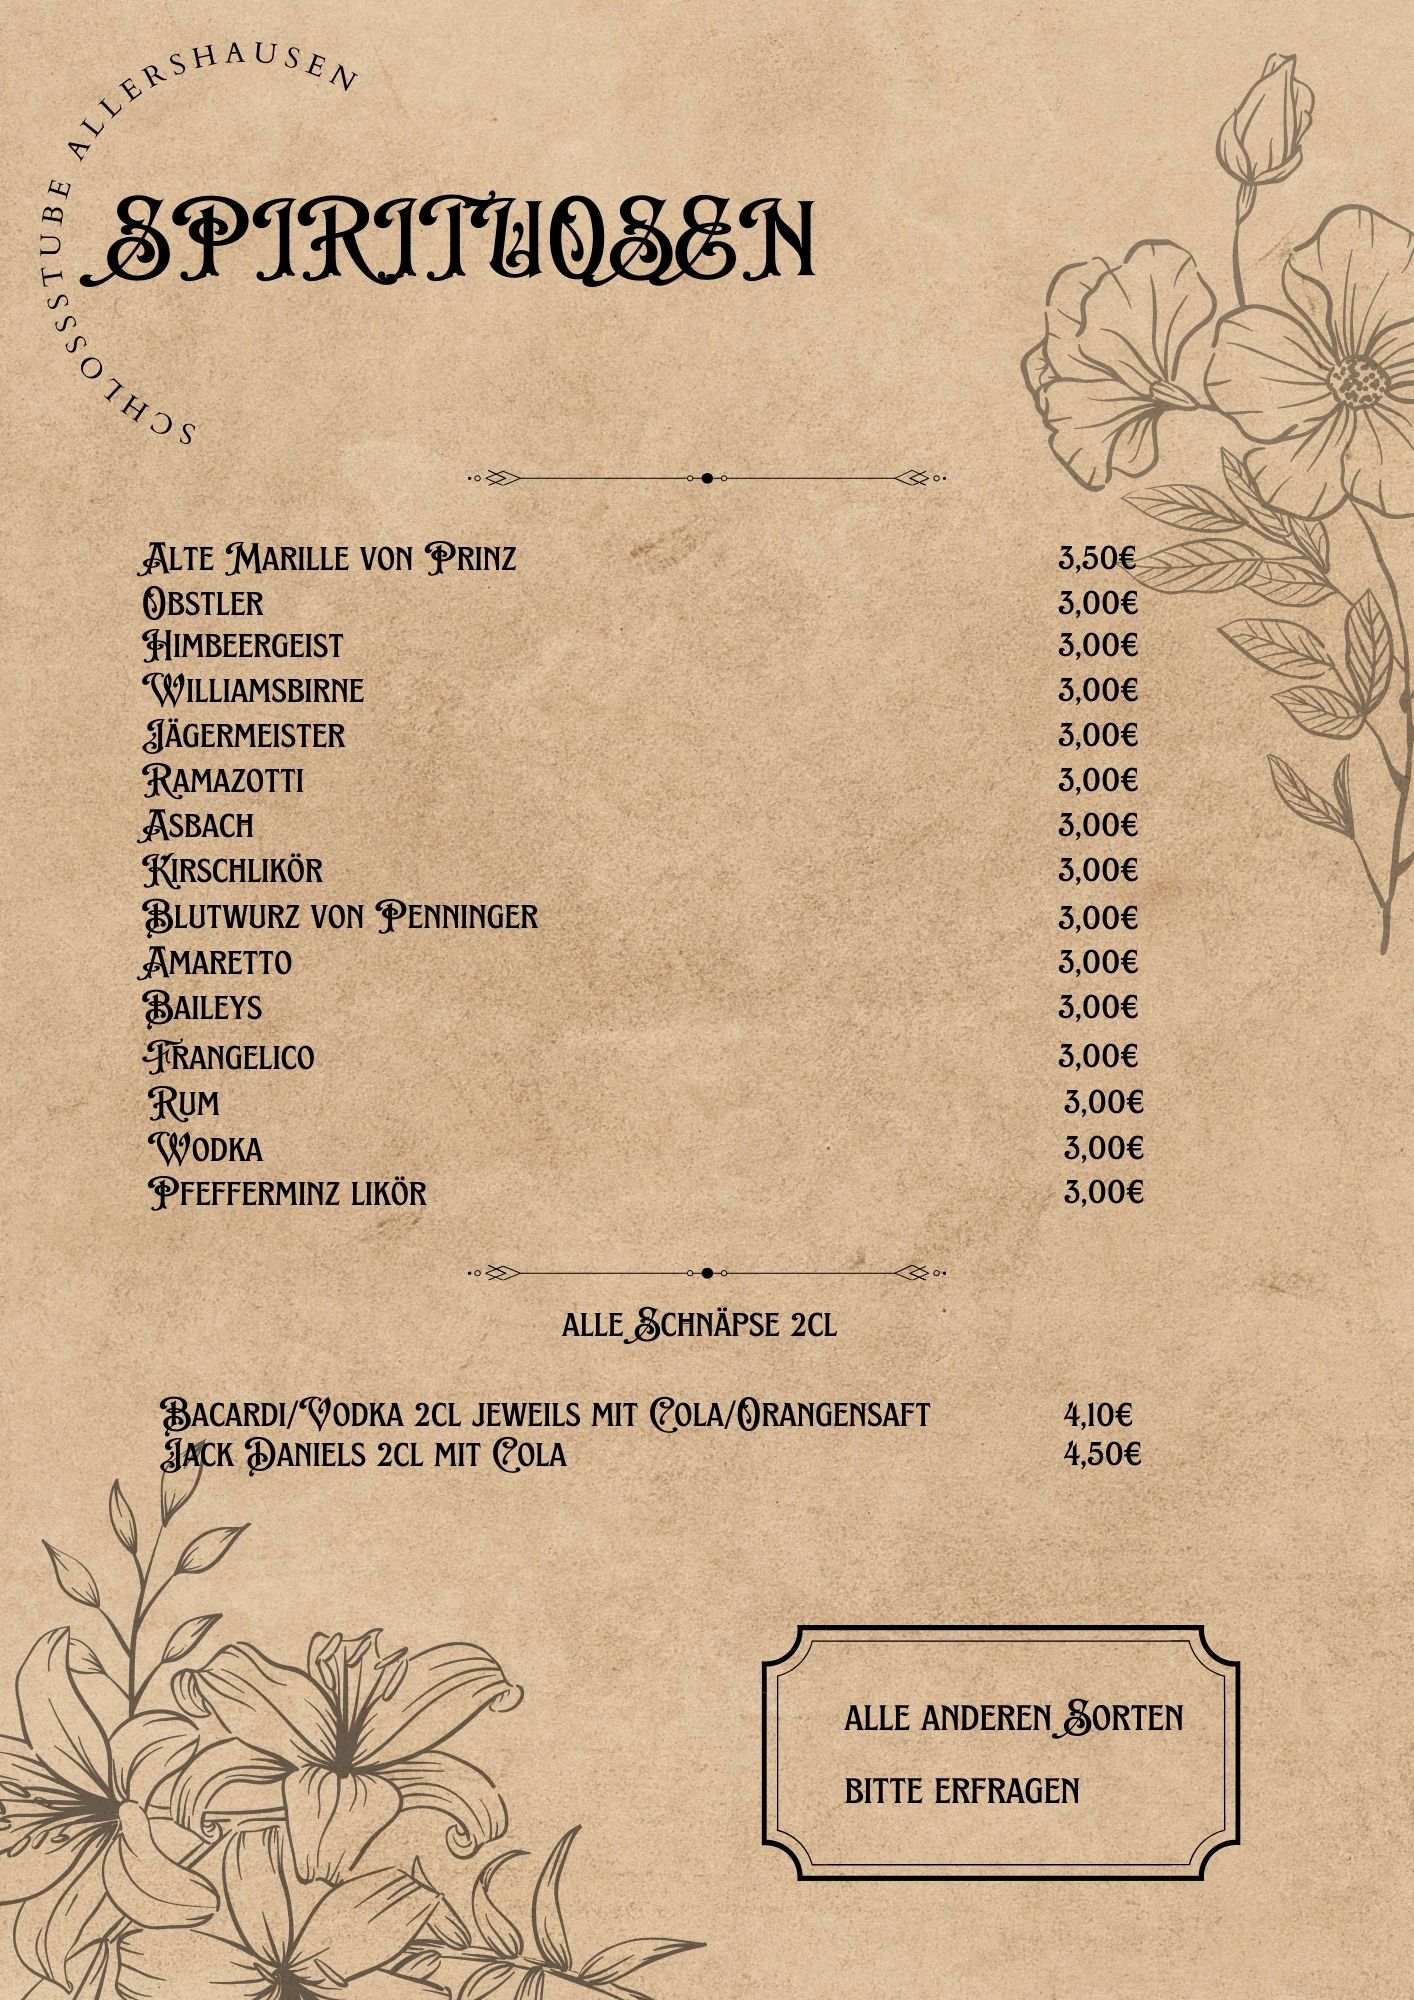 SCHLOSSSTUBE ALLERSHAUSEN
SPIRITUOSEN
Alte Marille von Prinz 3,50€
Obstler 3,00€
Himbeergeist 3,00€
Williamsbirne 3,00€
Jägermeister 3,00€
Ramazotti 3,00€
Asbach 3,00€
Kirschlikör 3,00€
Blutwurz von Penninger 3,00€
Amaretto 3,00€
Baileys 3,00€
Frangelico 3,00€
Rum 3,00€
Wodka 3,00€
Pfefferminz likör 3,00€
alle Schnäpse 2cl
Bacardi/Vodka 2cl jeweils mit Cola/Orangensaft 4,10€
Jack Daniels 2cl mit Cola 4,50€
alle anderen Sorten
bitte erfragen